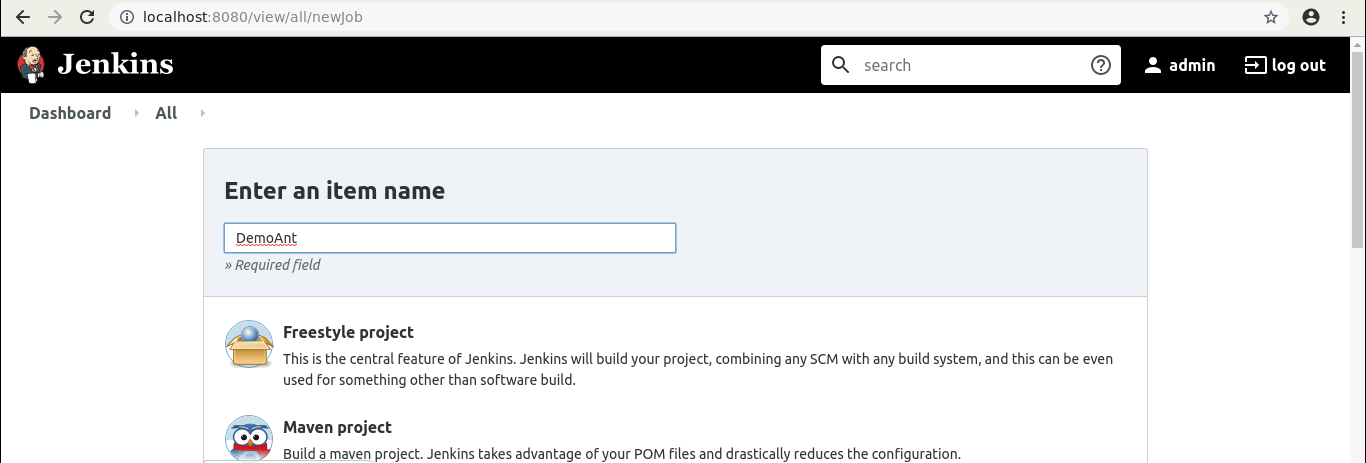 localhost:8080/view/all/newJob
Jenkins
search
admin
log out
Dashboard
All
Enter an item name
DemoAnt
» Required field
Freestyle project
This is the central feature of Jenkins. Jenkins will build your project, combining any SCM with any build system, and this can be even
used for something other than software build.
Maven project
Build a maven project. Jenkins takes advantage of your POM files and drastically reduces the configuration.